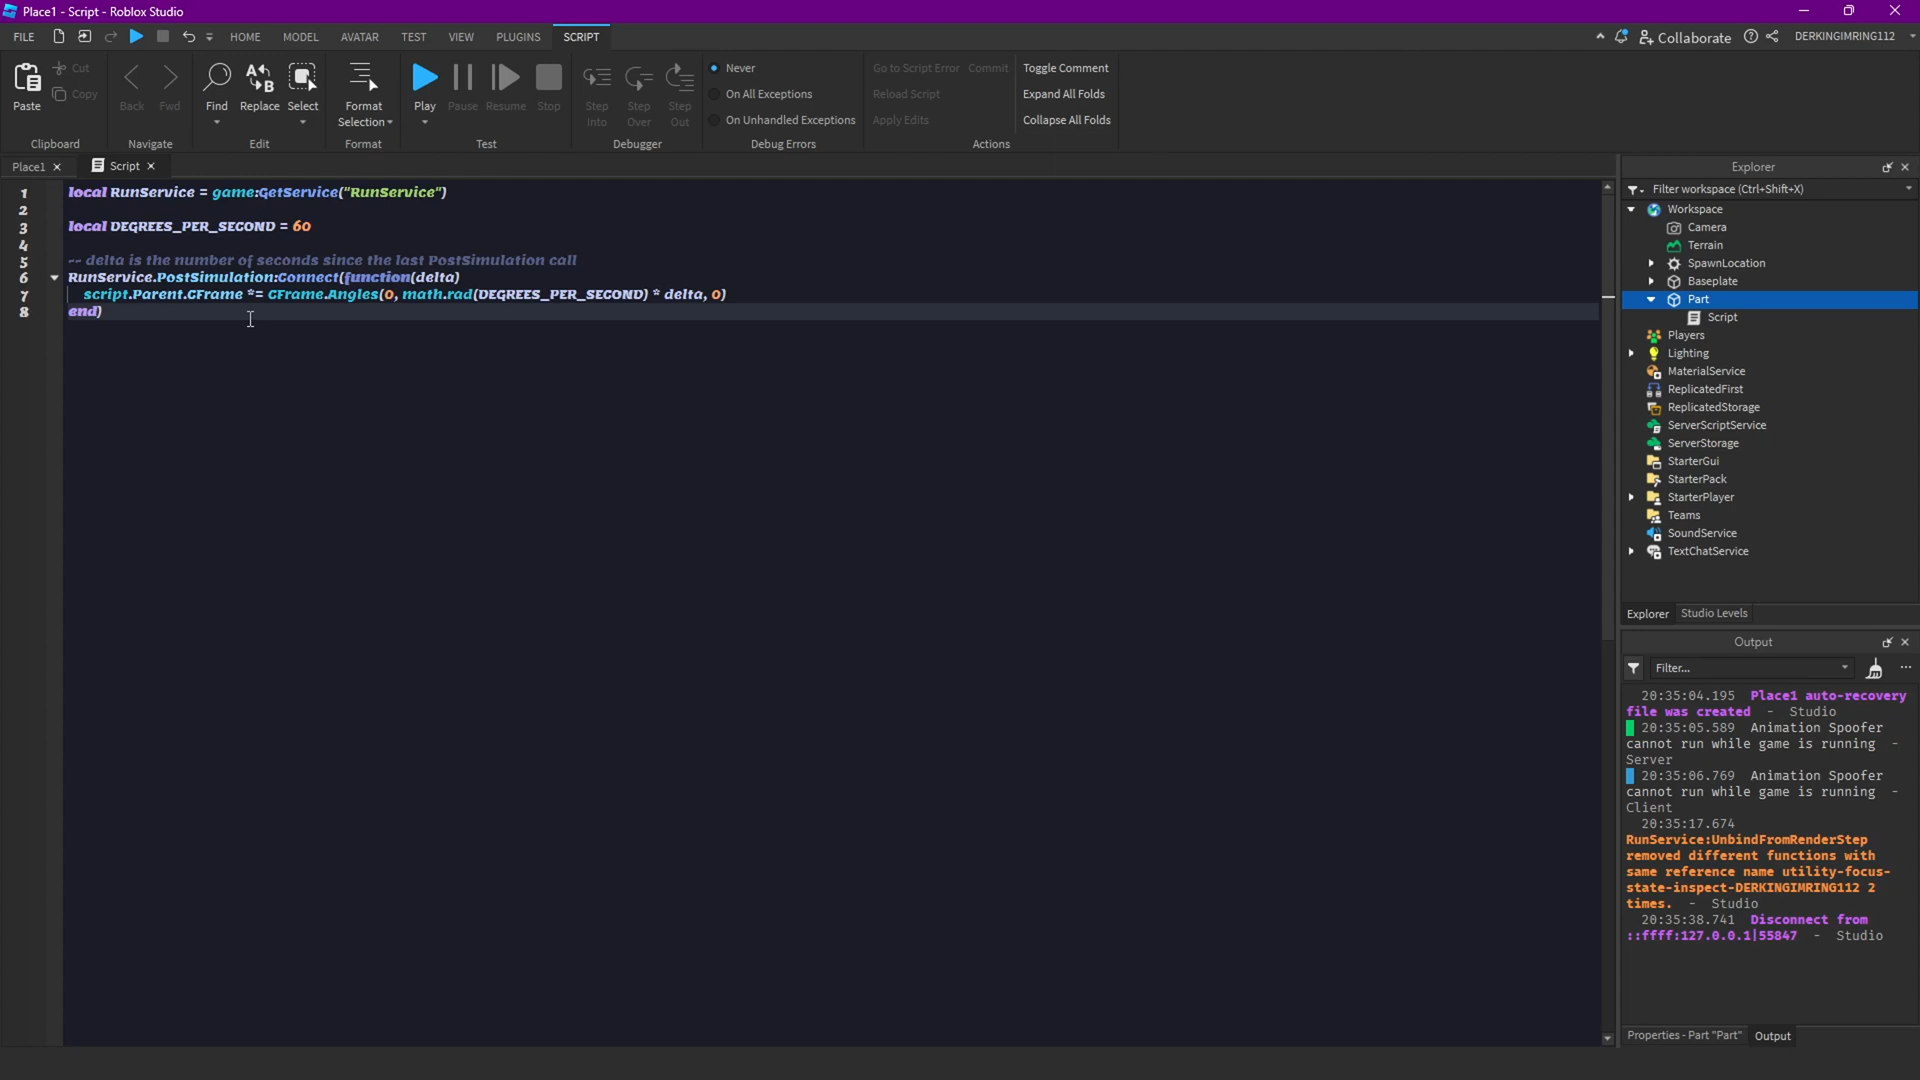 Place1 - Script - Roblox Studio
FILE
HOME
MODEL
AVATAR
TEST
VIEW
PLUGINS
SCRIPT
Collaborate
DERKINGIMRING112
Paste
Cut
Copy
Clipboard
Back
Fwd
Navigate
Find
Replace
Select
Edit
Format
Selection
Format
Play
Pause
Resume
Stop
Test
Step
Into
Step
Over
Step
Out
Debugger
Never
On All Exceptions
On Unhandled Exceptions
Debug Errors
Go to Script Error
Commit
Reload Script
Apply Edits
Toggle Comment
Expand All Folds
Collapse All Folds
Actions
Place1
Script
1 local RunService = game:GetService("RunService")
2
3 local DEGREES_PER_SECOND = 60
4
5 -- delta is the number of seconds since the last PostSimulation call
6 RunService.PostSimulation:Connect(function(delta)
7 script.Parent.CFrame *= CFrame.Angles(0, math.rad(DEGREES_PER_SECOND) * delta, 0)
8 end)
Explorer
Filter workspace (Ctrl+Shift+X)
Workspace
Camera
Terrain
SpawnLocation
Baseplate
Part
Script
Players
Lighting
MaterialService
ReplicatedFirst
ReplicatedStorage
ServerScriptService
ServerStorage
StarterGui
StarterPack
StarterPlayer
Teams
SoundService
TextChatService
Explorer
Studio Levels
Output
Filter...
20:35:04.195 Place1 auto-recovery
file was created - Studio
20:35:05.589 Animation Spoofer
cannot run while game is running -
Server
20:35:06.769 Animation Spoofer
cannot run while game is running -
Client
20:35:17.674
RunService:UnbindFromRenderStep
removed different functions with
same reference name utility-focus-
state-inspect-DERKINGIMRING112 2
times. - Studio
20:35:38.741 Disconnect from
::ffff:127.0.0.1|55847 - Studio
Properties - Part "Part"
Output